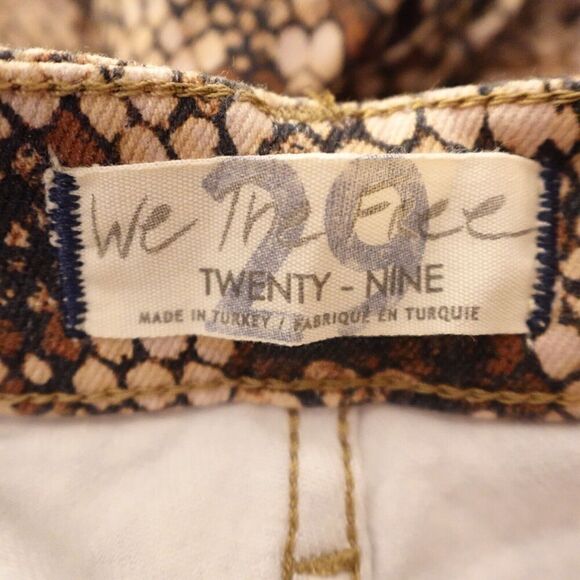 We The Free
29
TWENTY - NINE
MADE IN TURKEY / FABRIQUÉ EN TURQUIE